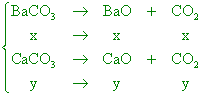 BaCO₃ → BaO + CO₂
x → x x
CaCO₃ → CaO + CO₂
y → y y